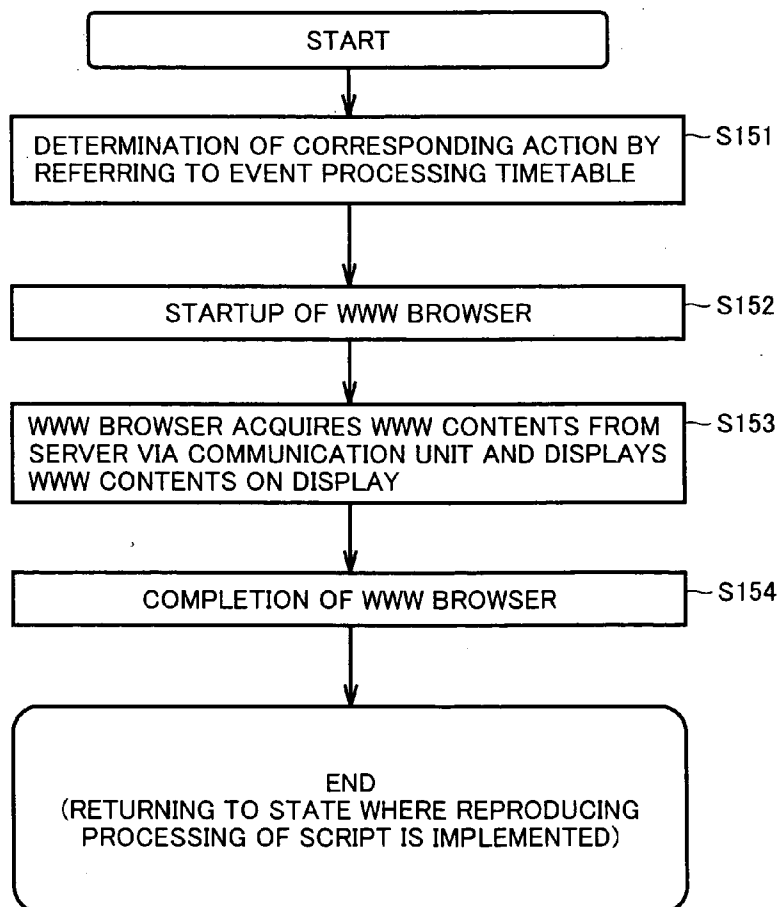 START
DETERMINATION OF CORRESPONDING ACTION BY
REFERRING TO EVENT PROCESSING TIMETABLE
S151
STARTUP OF WWW BROWSER
S152
WWW BROWSER ACQUIRES WWW CONTENTS FROM
SERVER VIA COMMUNICATION UNIT AND DISPLAYS
WWW CONTENTS ON DISPLAY
S153
COMPLETION OF WWW BROWSER
S154
END
(RETURNING TO STATE WHERE REPRODUCING
PROCESSING OF SCRIPT IS IMPLEMENTED)